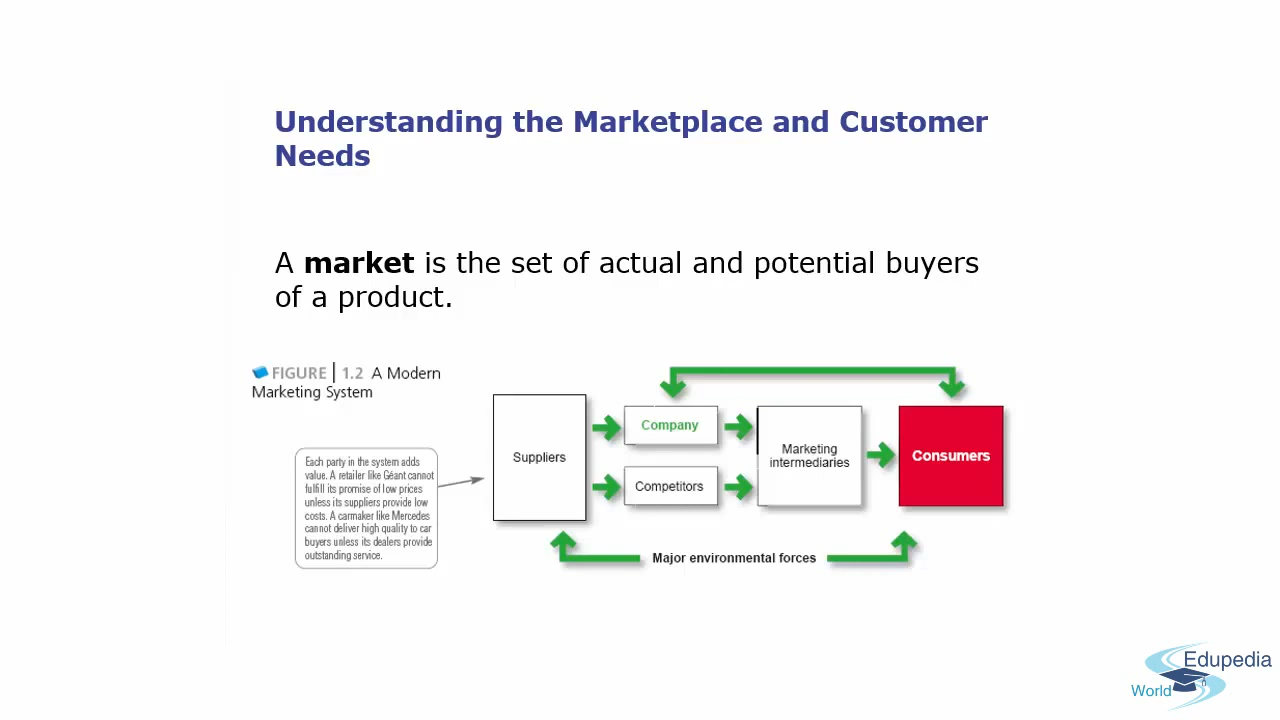 Understanding the Marketplace and Customer
Needs
A market is the set of actual and potential buyers
of a product.
FIGURE | 1.2 A Modern
Marketing System
Each party in the system adds
value. A retailer like Géant cannot
fulfill its promise of low prices
unless its suppliers provide low
costs. A carmaker like Mercedes
cannot deliver high quality to car
buyers unless its dealers provide
outstanding service.
Suppliers
Company
Competitors
Marketing
intermediaries
Consumers
Major environmental forces
Edupedia
World